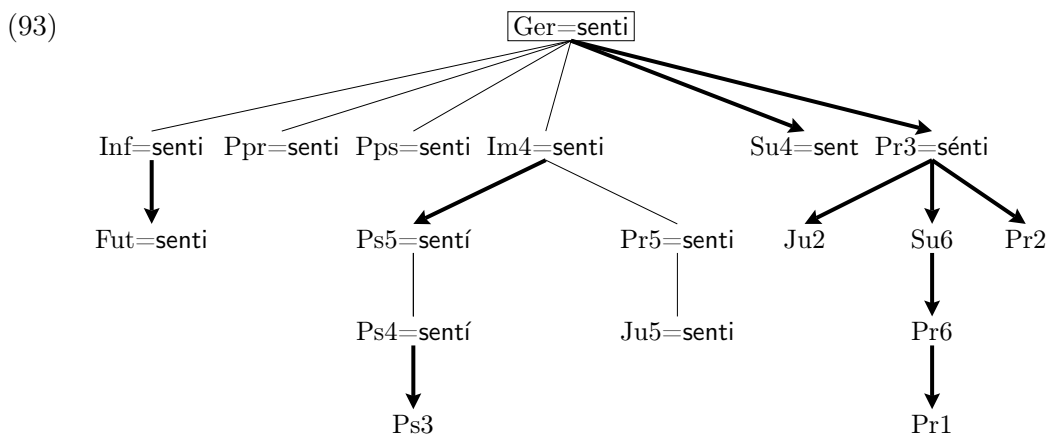 (93)
Ger=senti
Inf=senti Ppr=senti Pps=senti Im4=senti Su4=sent Pr3=sénti
Fut=senti Ps5=sentí Pr5=senti Ju2 Su6 Pr2
Ps4=sentí Ju5=senti Pr6
Ps3 Pr1